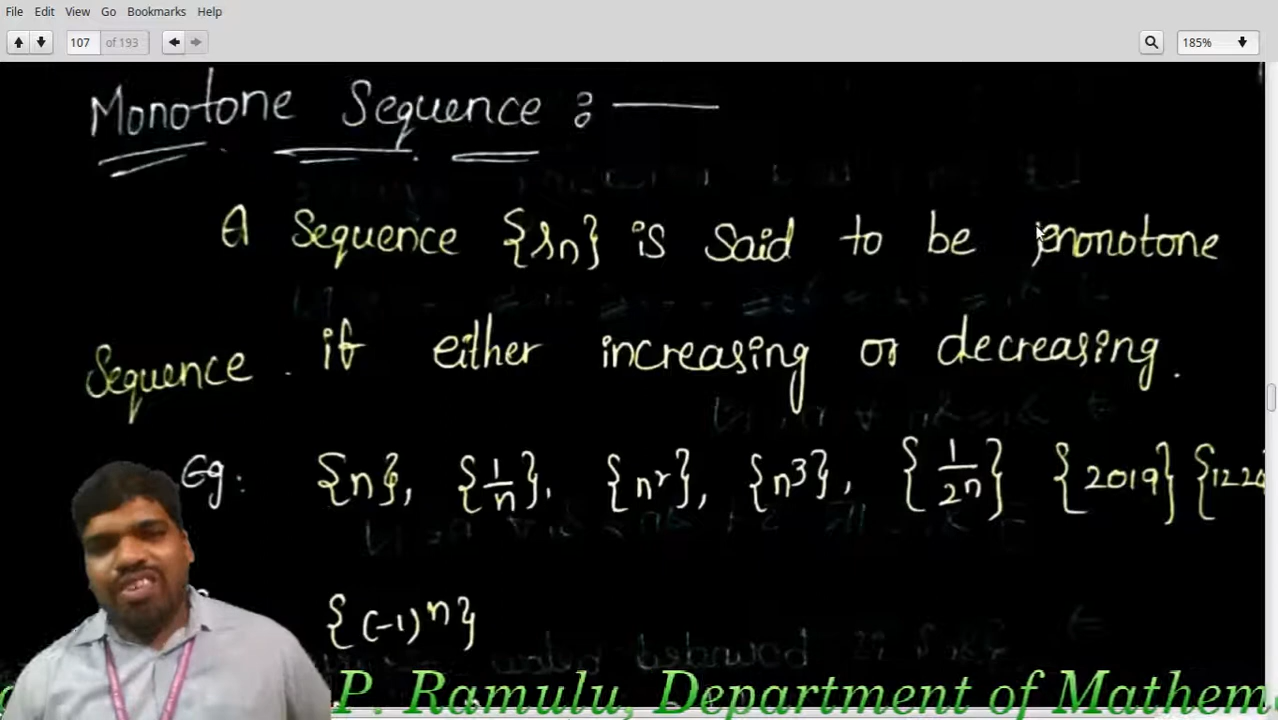 File Edit View Go Bookmarks Help
107 of 193 185%
Monotone Sequence :—
A Sequence {sn} is said to be monotone
Sequence . if either increasing or decreasing.
Eg: {n}, {1/n}, {n²}, {n³}, {1/2n} {2019}
{(-1)ⁿ}
P. Ramulu, Department of Mathem